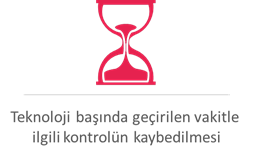 Teknoloji başında geçirilen vakitle
ilgili kontrolün kaybedilmesi